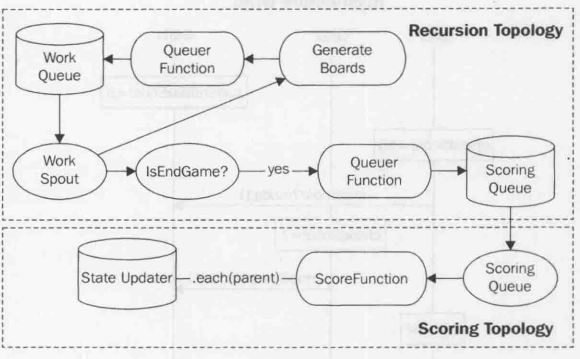 Recursion Topology
Work
Queue
Queuer
Function
Generate
Boards
Work
Spout
IsEndGame?
yes
Queuer
Function
Scoring
Queue
State Updater
.each(parent)
ScoreFunction
Scoring
Queue
Scoring Topology